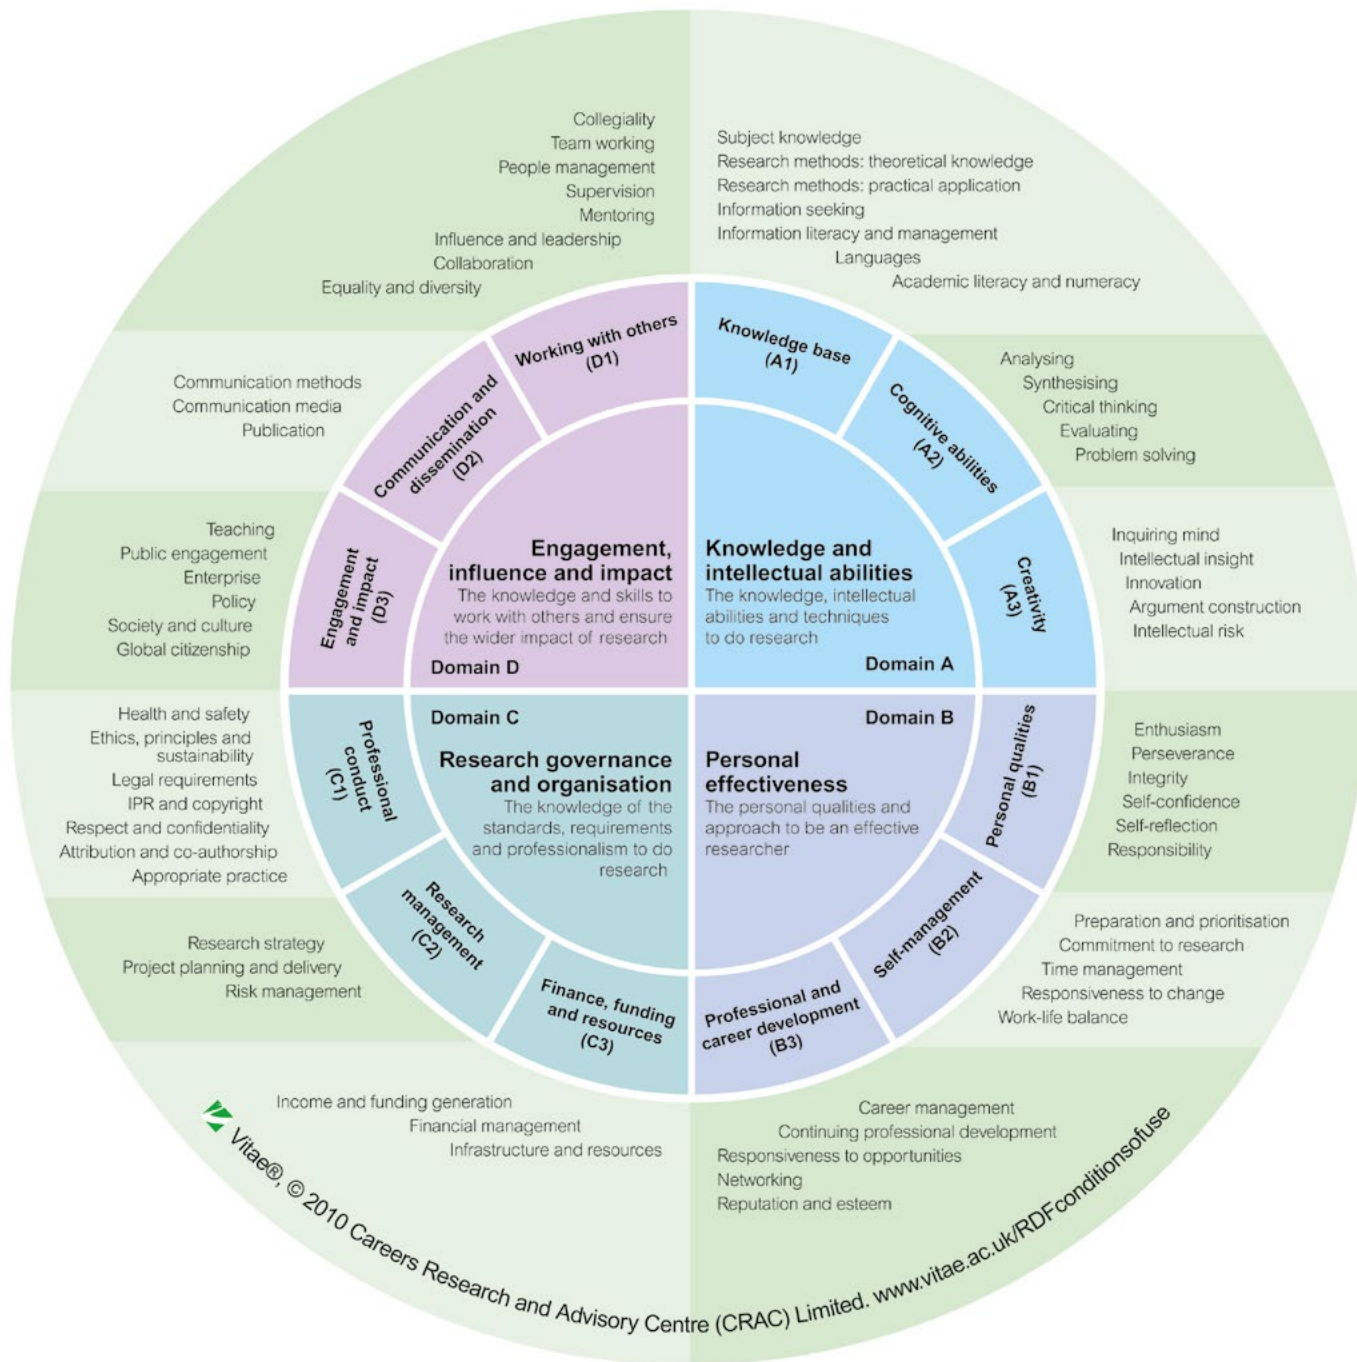 Collegiality
Team working
People management
Supervision
Mentoring
Influence and leadership
Collaboration
Equality and diversity
Subject knowledge
Research methods: theoretical knowledge
Research methods: practical application
Information seeking
Information literacy and management
Languages
Academic literacy and numeracy
Working with others
(D1)
Knowledge base
(A1)
Communication methods
Communication media
Publication
Communication and
dissemination
(D2)
Cognitive abilities
(A2)
Analysing
Synthesising
Critical thinking
Evaluating
Problem solving
Teaching
Public engagement
Enterprise
Policy
Society and culture
Global citizenship
Engagement
and impact
(D3)
Engagement,
influence and impact
The knowledge and skills to
work with others and ensure
the wider impact of research
Domain D
Knowledge and
intellectual abilities
The knowledge, intellectual
abilities and techniques
to do research
Domain A
Creativity
(A3)
Inquiring mind
Intellectual insight
Innovation
Argument construction
Intellectual risk
Health and safety
Ethics, principles and
sustainability
Legal requirements
IPR and copyright
Respect and confidentiality
Attribution and co-authorship
Appropriate practice
Professional
conduct
(C1)
Domain C
Research governance
and organisation
The knowledge of the
standards, requirements
and professionalism to do
research
Domain B
Personal
effectiveness
The personal qualities and
approach to be an effective
researcher
Personal qualities
(B1)
Enthusiasm
Perseverance
Integrity
Self-confidence
Self-reflection
Responsibility
Research strategy
Project planning and delivery
Risk management
Research
management
(C2)
Self-management
(B2)
Preparation and prioritisation
Commitment to research
Time management
Responsiveness to change
Work-life balance
Finance, funding
and resources
(C3)
Professional and
career development
(B3)
Income and funding generation
Financial management
Infrastructure and resources
Career management
Continuing professional development
Responsiveness to opportunities
Networking
Reputation and esteem
Vitae®, © 2010 Careers Research and Advisory Centre (CRAC) Limited. www.vitae.ac.uk/RDFconditionsofuse